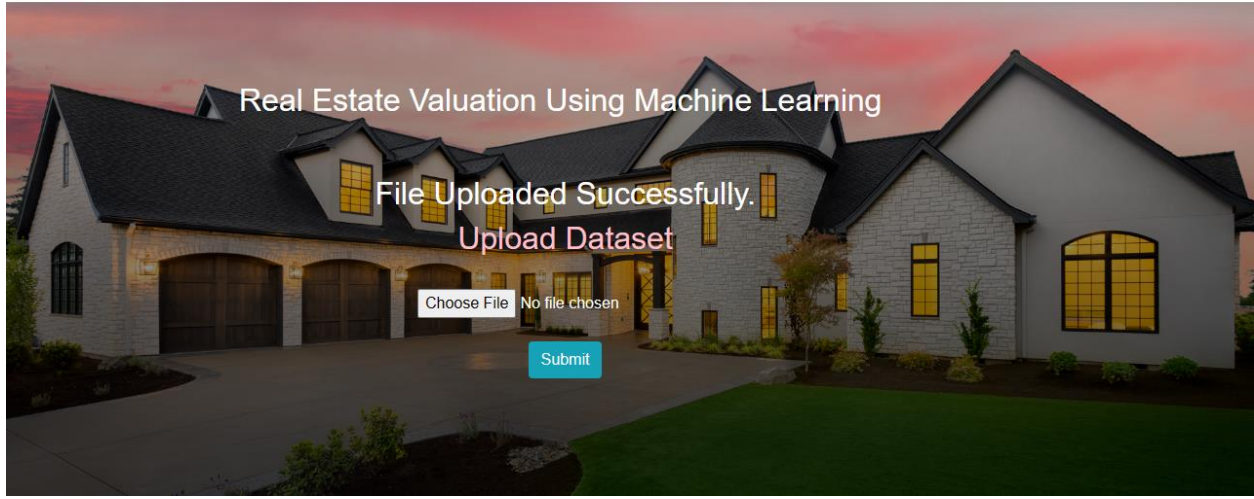 Real Estate Valuation Using Machine Learning
File Uploaded Successfully.
Upload Dataset
Choose File No file chosen
Submit